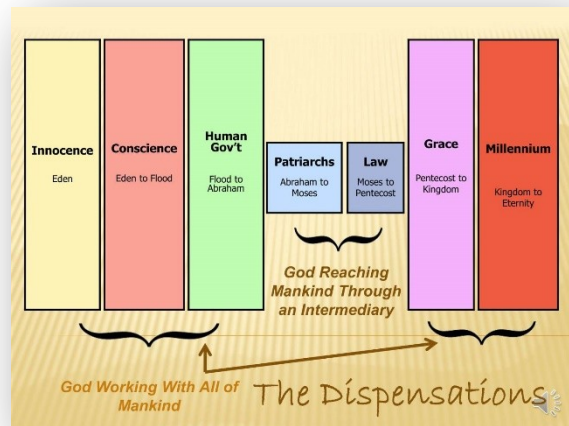 Innocence
Eden
Conscience
Eden to Flood
Human
Gov't
Flood to
Abraham
Patriarchs
Abraham to
Moses
Law
Moses to
Pentecost
Grace
Pentecost to
Kingdom
Millennium
Kingdom to
Eternity
God Reaching
Mankind Through
an Intermediary
God Working With All of
Mankind
The Dispensations